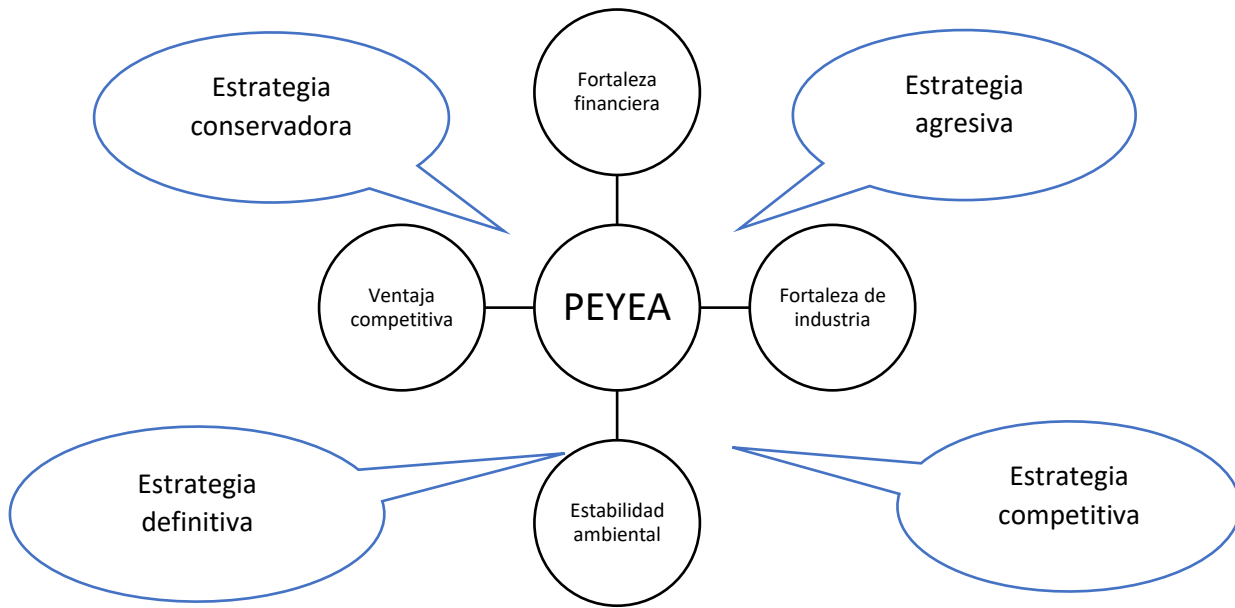 Estrategia
conservadora
Fortaleza
financiera
Estrategia
agresiva
Ventaja
competitiva
PEYEA
Fortaleza de
industria
Estrategia
definitiva
Estabilidad
ambiental
Estrategia
competitiva